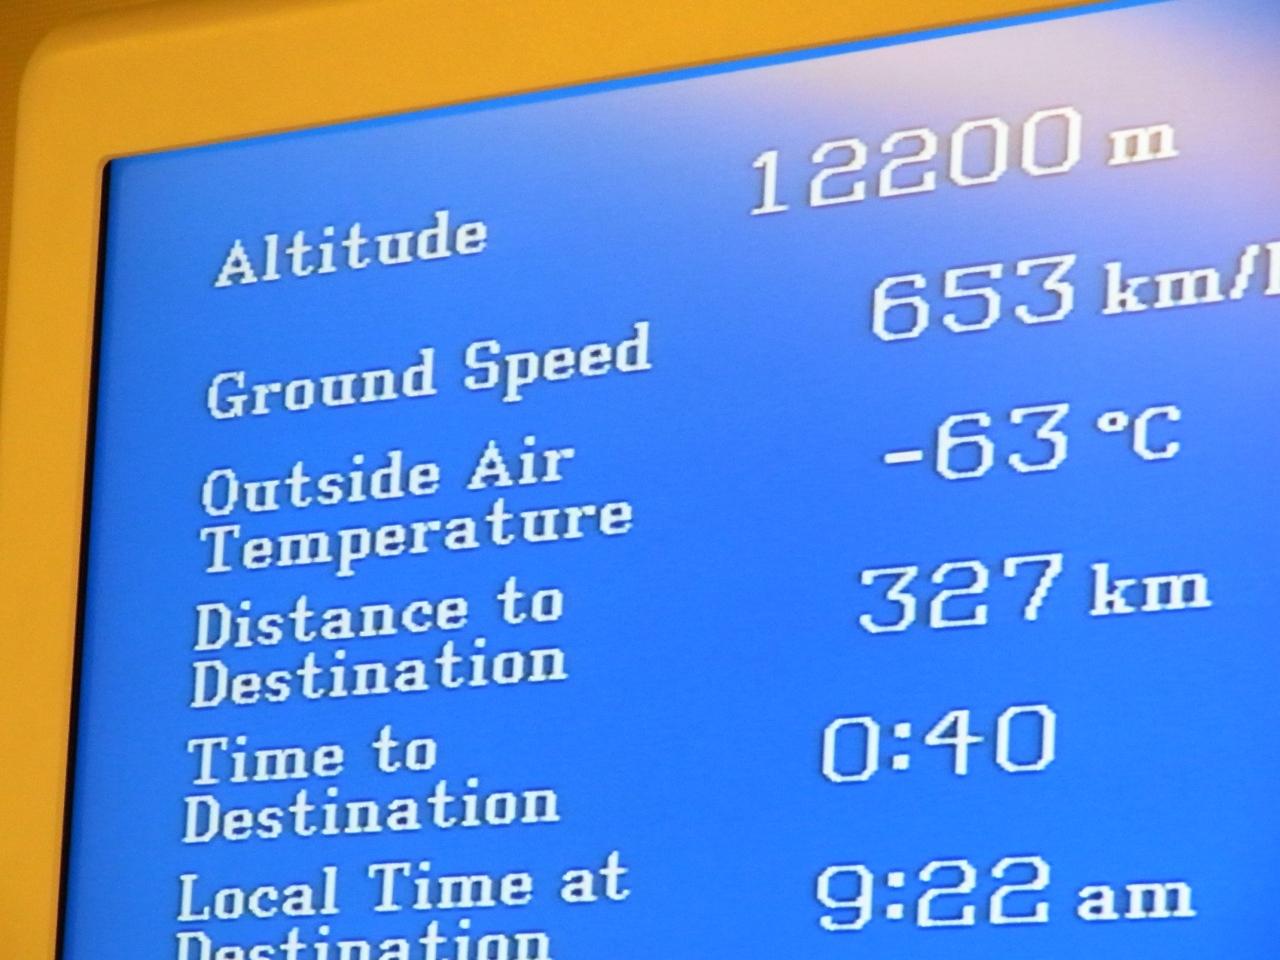 Altitude 12200 m
Ground Speed 653 km/
Outside Air
Temperature -63 °C
Distance to
Destination 327 km
Time to
Destination 0:40
Local Time at
Destination 9:22 am